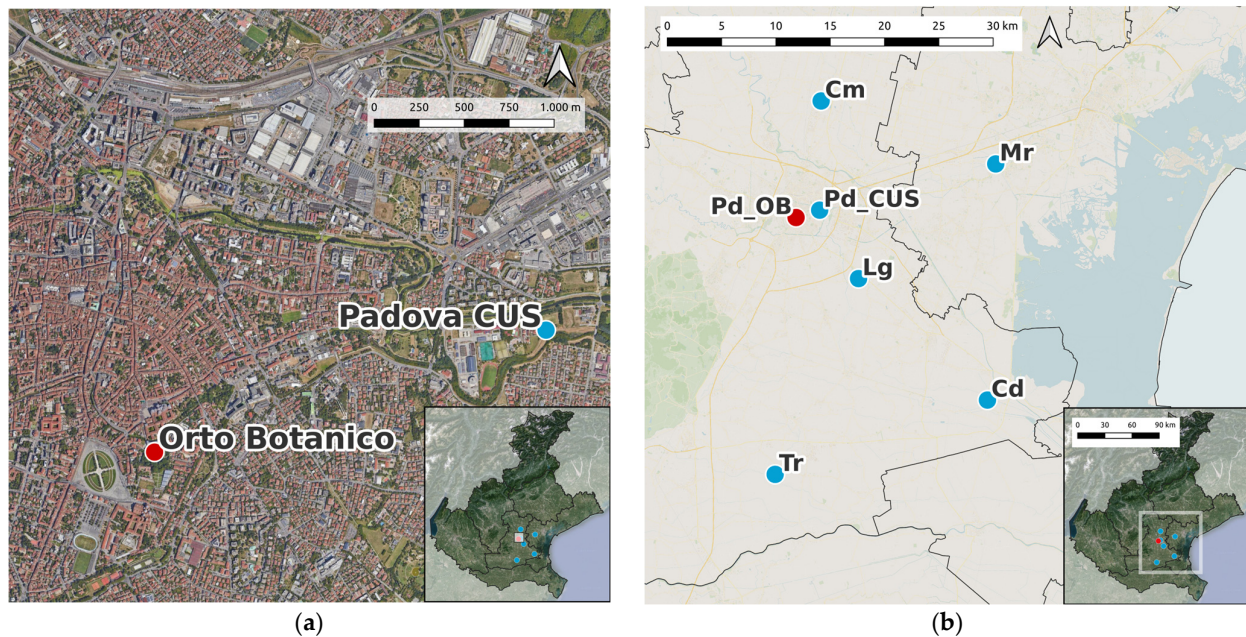 0 250 500 750 1.000 m
Padova CUS
Orto Botanico
(a)
0 5 10 15 20 25 30 km
Cm
Mr
Pd_OB Pd_CUS
Lg
Cd
Tr
0 30 60 90 km
(b)